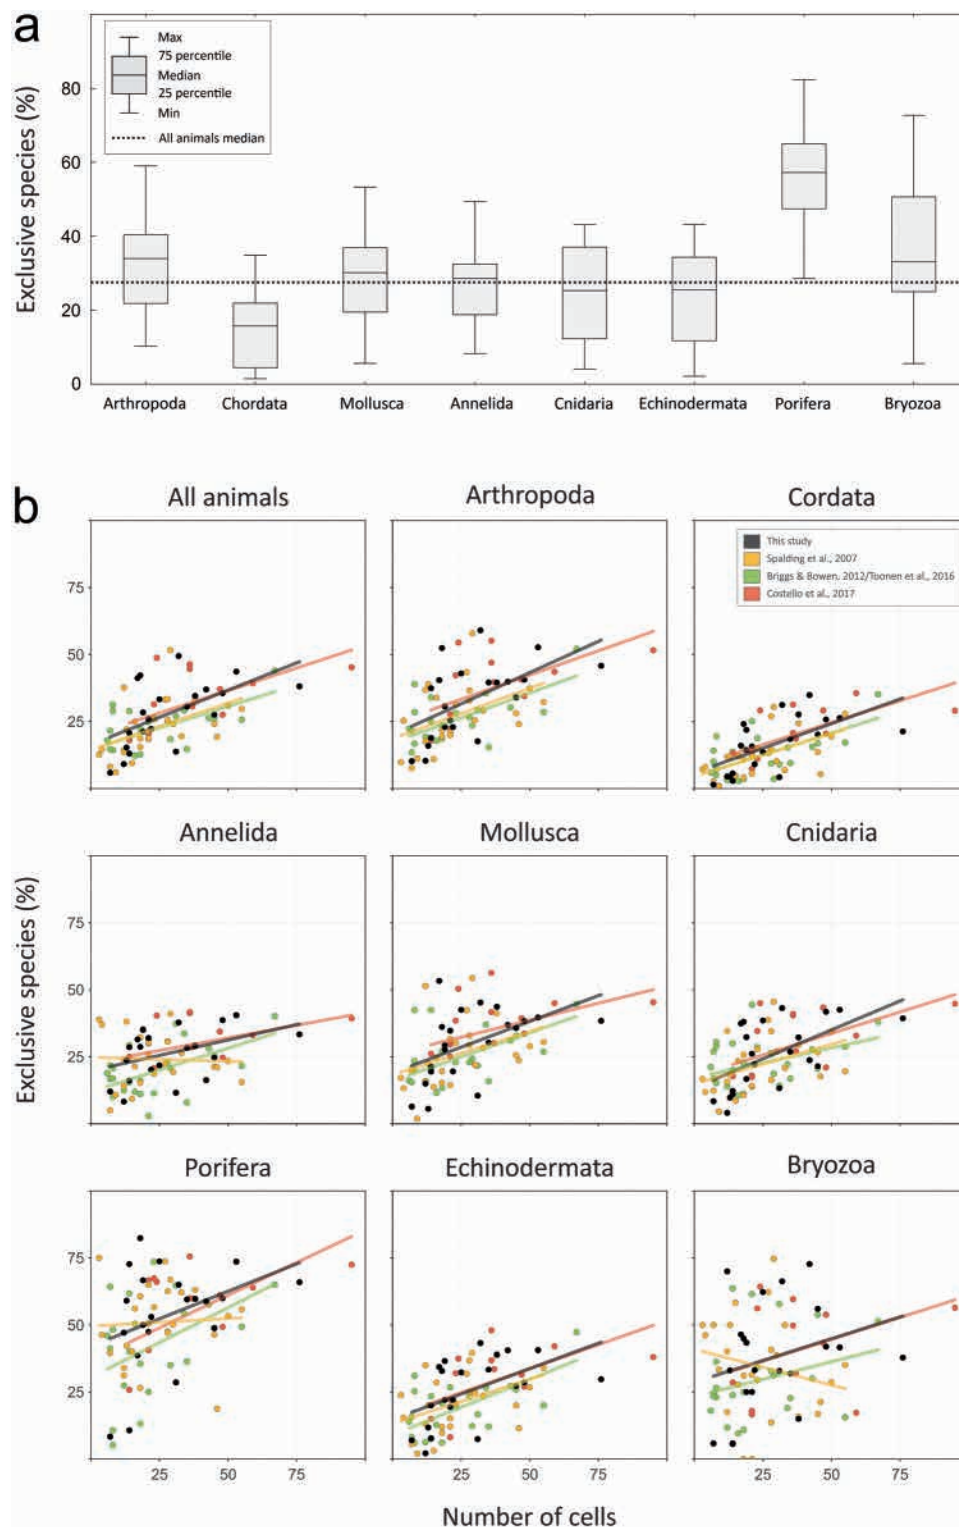 a
Max
75 percentile
Median
25 percentile
Min
All animals median
Exclusive species (%)
80
60
40
20
0
Arthropoda Chordata Mollusca Annelida Cnidaria Echinodermata Porifera Bryozoa
b
All animals Arthropoda Cordata
This study
Spalding et al., 2007
Briggs & Bowen, 2012/Toonen et al., 2016
Costello et al., 2017
75
50
25
Annelida Mollusca Cnidaria
Exclusive species (%)
75
50
25
Porifera Echinodermata Bryozoa
75
50
25
25 50 75 25 50 75 25 50 75
Number of cells